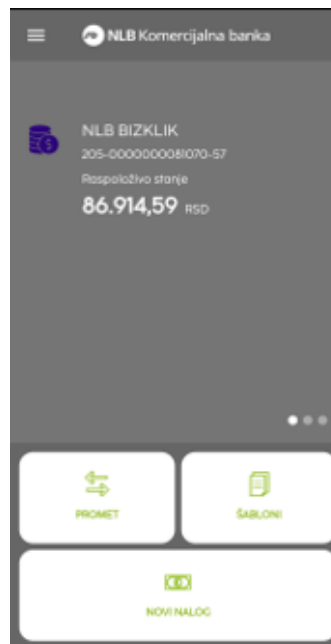 NLB Komercijalna banka
NLB BIZKLIK
205-0000000081070-57
Raspoloživo stanje
86.914,59 RSD
PROMET
ŠABLONI
NOVI NALOG